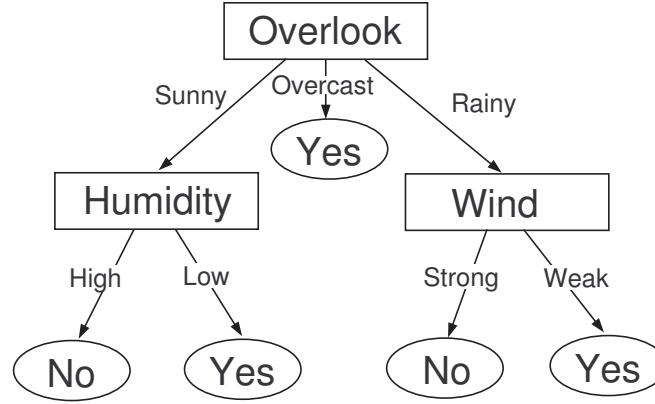 Overlook
Sunny
Overcast
Rainy
Yes
Humidity
Wind
High
Low
Strong
Weak
No
Yes
No
Yes